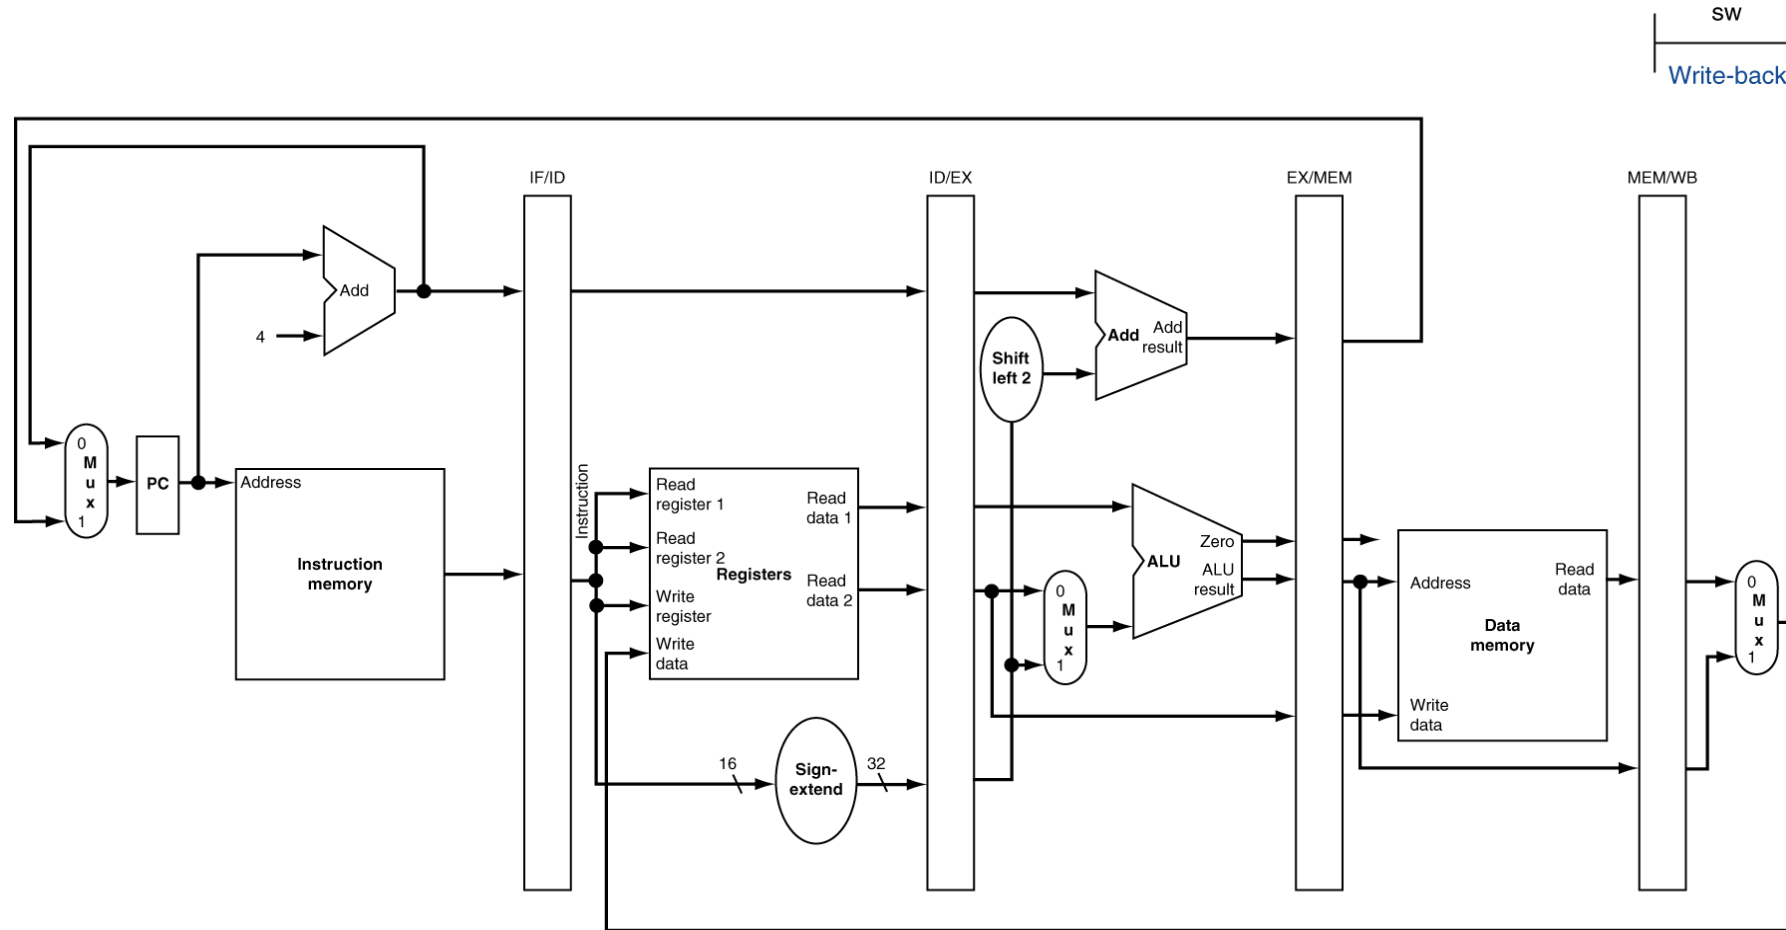 SW
Write-back
IF/ID
ID/EX
EX/MEM
MEM/WB
Add
4
Shift
left 2
Add
Add
result
0
M
u
x
1
PC
Address
Instruction
memory
Instruction
Read
register 1
Read
register 2
Write
register
Write
data
Registers
Read
data 1
Read
data 2
16
Sign-
extend
32
0
M
u
x
1
ALU
Zero
ALU
result
Address
Read
data
Data
memory
Write
data
0
M
u
x
1